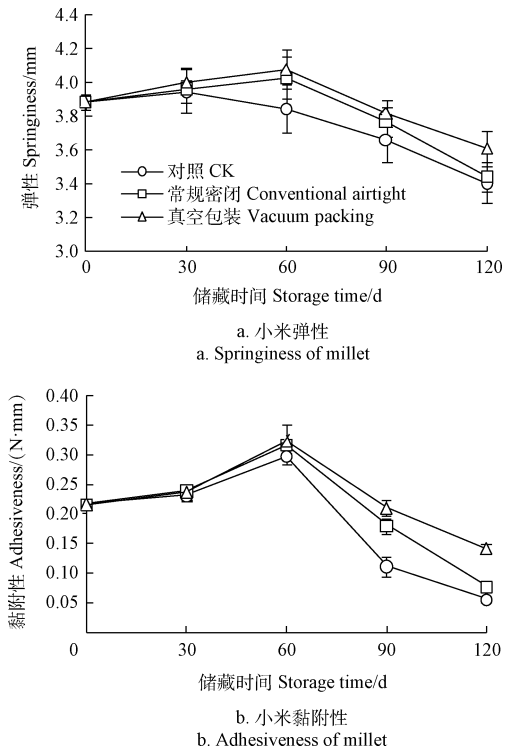 4.4
4.2
4.0
3.8
3.6
3.4
3.2
3.0
弹性 Springiness/mm
对照 CK
常规密闭 Conventional airtight
真空包装 Vacuum packing
0 30 60 90 120
储藏时间 Storage time/d
a. 小米弹性
a. Springiness of millet
0.40
0.35
0.30
0.25
0.20
0.15
0.10
0.05
黏附性 Adhesiveness/(N·mm)
0 30 60 90 120
储藏时间 Storage time/d
b. 小米黏附性
b. Adhesiveness of millet